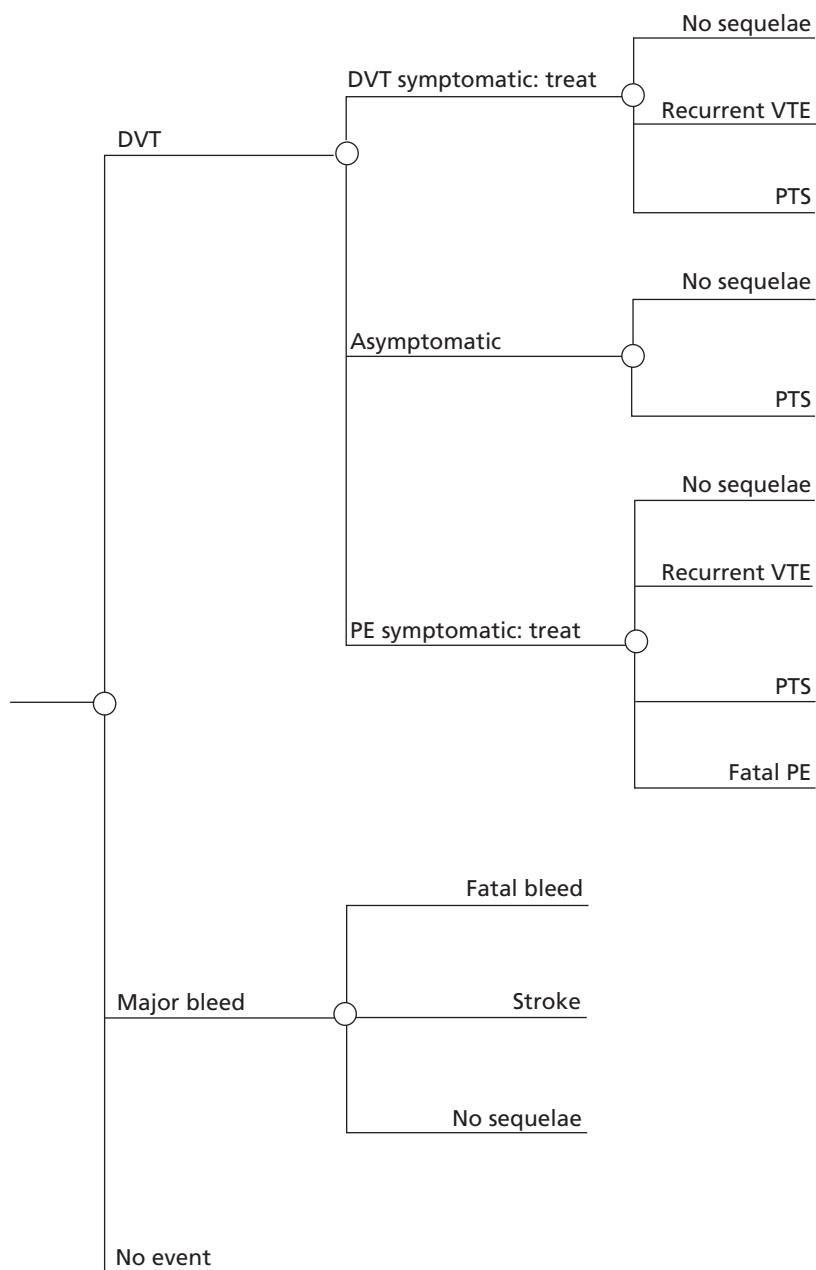 No sequelae
DVT symptomatic: treat
Recurrent VTE
DVT
PTS
No sequelae
Asymptomatic
PTS
No sequelae
Recurrent VTE
PE symptomatic: treat
PTS
Fatal PE
Fatal bleed
Major bleed
Stroke
No sequelae
No event